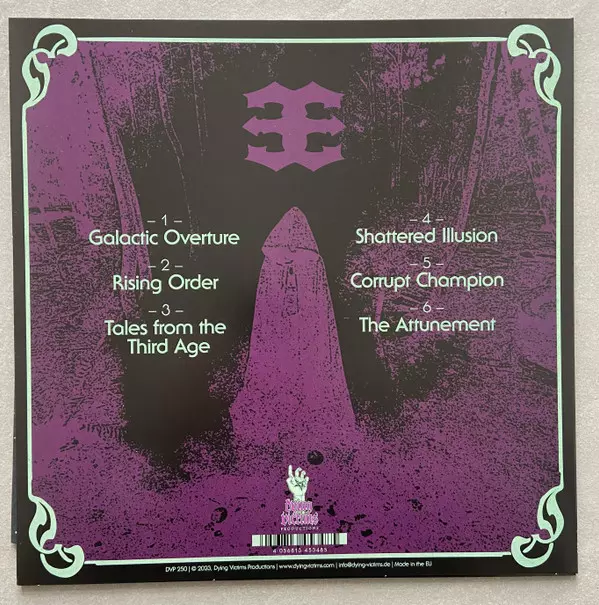 – 1 –
Galactic Overture
– 2 –
Rising Order
– 3 –
Tales from the
Third Age
– 4 –
Shattered Illusion
– 5 –
Corrupt Champion
– 6 –
The Attunement
Dying
Victims
PRODUCTIONS
4 056813 453485
DVP 250 | © 2023, Dying Victims Productions | www.dying-victims.com | info@dying-victims.de | Made in the EU